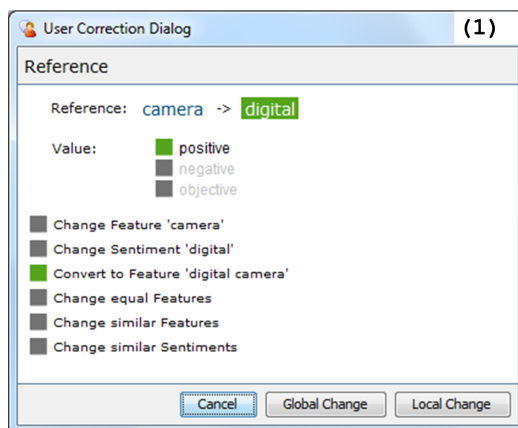 User Correction Dialog (1)
Reference
Reference: camera -> digital
Value: positive
negative
objective
Change Feature 'camera'
Change Sentiment 'digital'
Convert to Feature 'digital camera'
Change equal Features
Change similar Features
Change similar Sentiments
Cancel Global Change Local Change